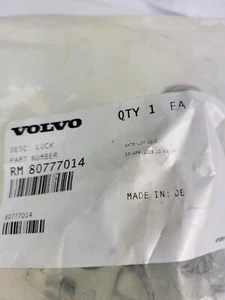 VOLVO
QTY 1 EA
DESC. LOCK
PART NUMBER
RM 80777014
MADE IN: DE
80777014